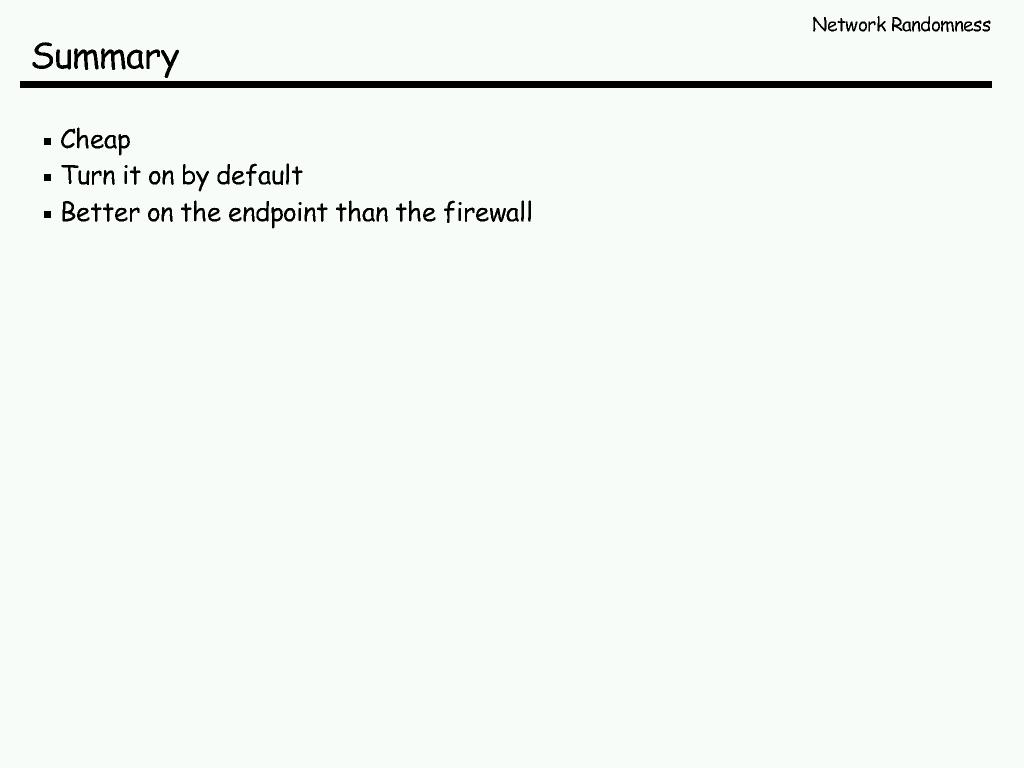 Network Randomness
Summary
▪ Cheap
▪ Turn it on by default
▪ Better on the endpoint than the firewall